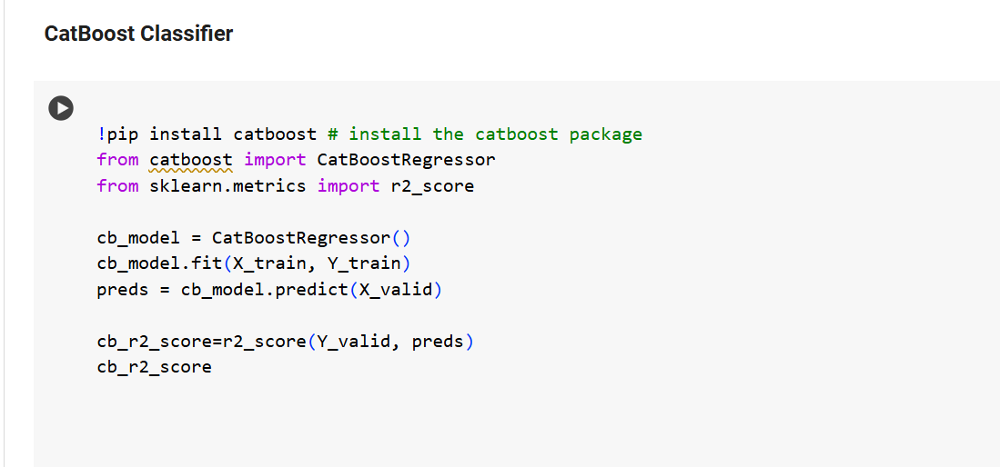 CatBoost Classifier
!pip install catboost # install the catboost package
from catboost import CatBoostRegressor
from sklearn.metrics import r2_score
cb_model = CatBoostRegressor()
cb_model.fit(X_train, Y_train)
preds = cb_model.predict(X_valid)
cb_r2_score=r2_score(Y_valid, preds)
cb_r2_score